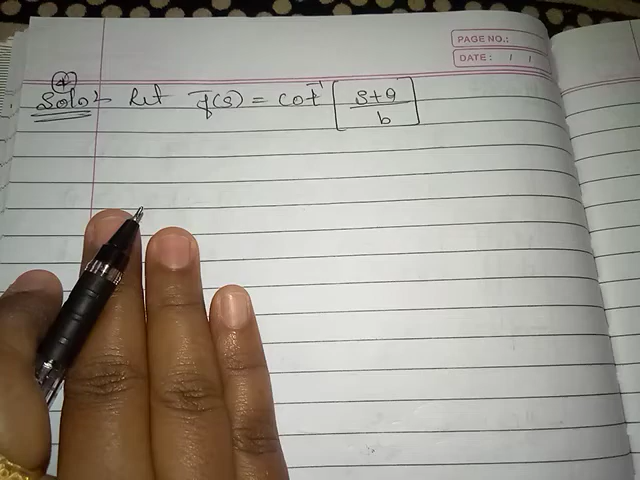 PAGE NO.:
DATE: / /
Soln:- Let f̄(s) = cot⁻¹ [ s+a / b ]